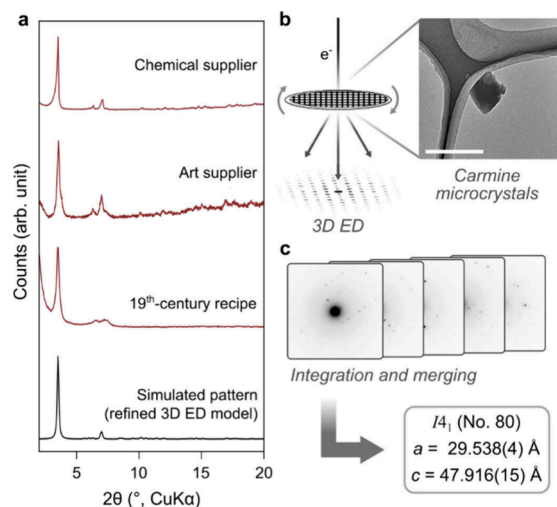 a
Chemical supplier
Art supplier
19th-century recipe
Simulated pattern
(refined 3D ED model)
Counts (arb. unit)
5
10
15
20
2θ (°, CuKα)
b
e-
3D ED
Carmine
microcrystals
c
Integration and merging
I4₁ (No. 80)
a = 29.538(4) Å
c = 47.916(15) Å